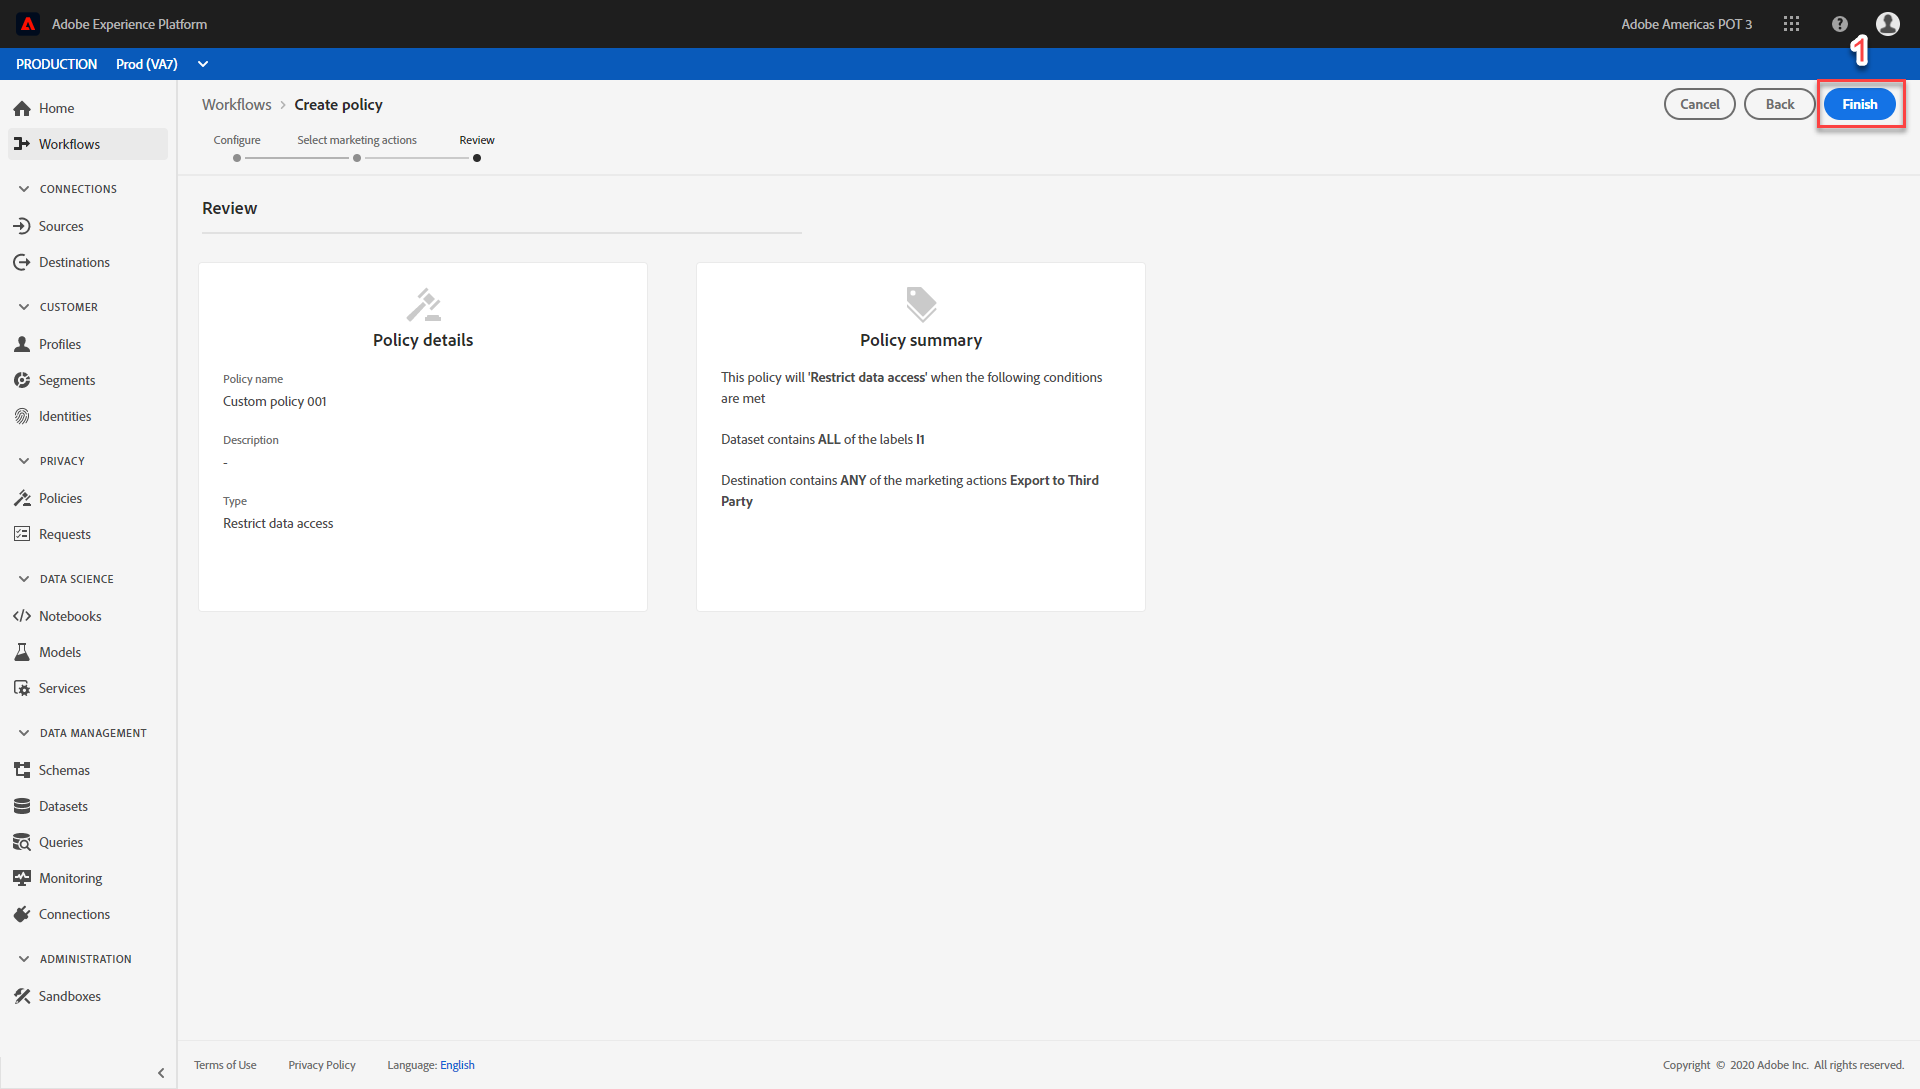 Adobe Experience Platform
Adobe Americas POT 3
1
PRODUCTION Prod (VA7)
Home
Workflows
CONNECTIONS
Sources
Destinations
CUSTOMER
Profiles
Segments
Identities
PRIVACY
Policies
Requests
DATA SCIENCE
Notebooks
Models
Services
DATA MANAGEMENT
Schemas
Datasets
Queries
Monitoring
Connections
ADMINISTRATION
Sandboxes
Workflows > Create policy
Cancel Back Finish
Configure Select marketing actions Review
Review
Policy details
Policy name
Custom policy 001
Description
-
Type
Restrict data access
Policy summary
This policy will 'Restrict data access' when the following conditions
are met
Dataset contains ALL of the labels I1
Destination contains ANY of the marketing actions Export to Third
Party
Terms of Use Privacy Policy Language: English
Copyright © 2020 Adobe Inc. All rights reserved.